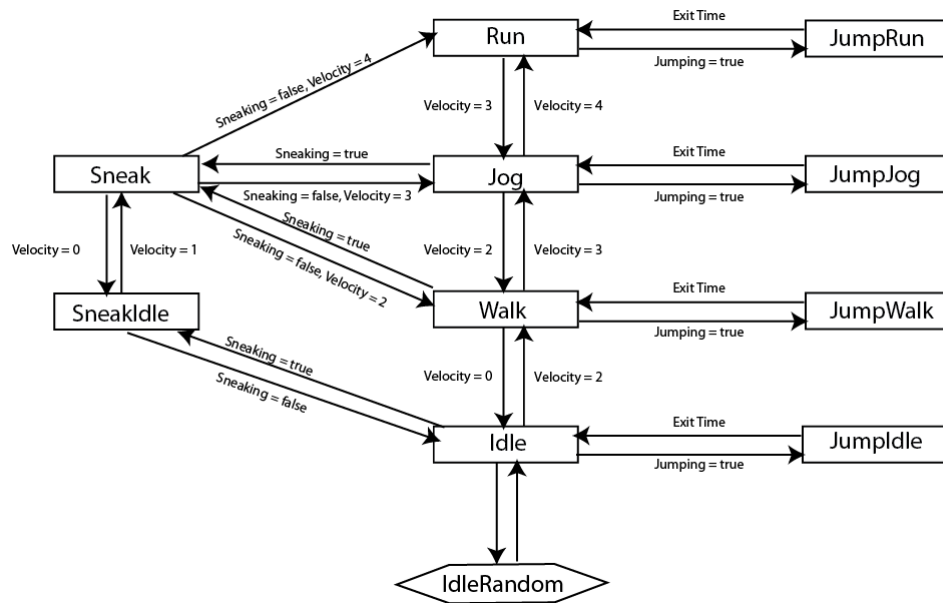 Exit Time
Run
JumpRun
Jumping = true
Sneaking = false, Velocity = 4
Velocity = 3
Velocity = 4
Sneaking = true
Exit Time
Sneak
Jog
JumpJog
Sneaking = false, Velocity = 3
Jumping = true
Velocity = 0
Velocity = 1
Sneaking = true
Sneaking = false, Velocity = 2
Velocity = 2
Velocity = 3
Exit Time
SneakIdle
Walk
JumpWalk
Jumping = true
Sneaking = true
Sneaking = false
Velocity = 0
Velocity = 2
Exit Time
Idle
JumpIdle
Jumping = true
IdleRandom